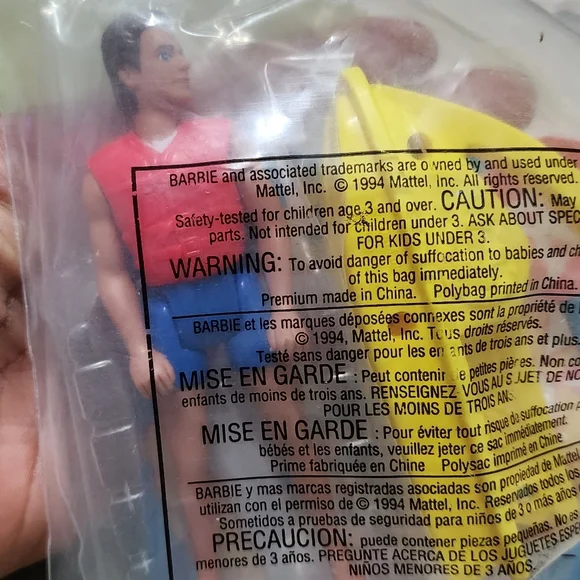 BARBIE and associated trademarks are owned by and used under
Mattel, Inc. © 1994 Mattel, Inc. All rights reserved.
Safety-tested for children age 3 and over. CAUTION: May
parts. Not intended for children under 3. ASK ABOUT SPEC
FOR KIDS UNDER 3.
WARNING: To avoid danger of suffocation to babies and ch
of this bag immediately.
Premium made in China. Polybag printed in China.
BARBIE et les marques déposées connexes sont la propriété de
© 1994, Mattel, Inc. Tous droits réservés.
Testé sans danger pour les enfants de trois ans et plus.
MISE EN GARDE : Peut contenir de petites pièces. Non co
enfants de moins de trois ans. RENSEIGNEZ-VOUS AU SUJET DE NO
POUR LES MOINS DE TROIS ANS.
MISE EN GARDE : Pour éviter tout risque de suffocation
bébés et les enfants, veuillez jeter ce sac immédiatement.
Prime fabriquée en Chine Polysac imprimé en Chine
BARBIE y mas marcas registradas asociadas son propiedad de Mattel
utilizan con el permiso de © 1994 Mattel, Inc. Reservados todos los
Sometidos a pruebas de seguridad para niños de 3 o más años
PRECAUCION: puede contener piezas pequeñas. No es
menores de 3 años. PREGUNTE ACERCA DE LOS JUGUETES ESPE
NIÑOS MENORES DE 3 AÑOS.